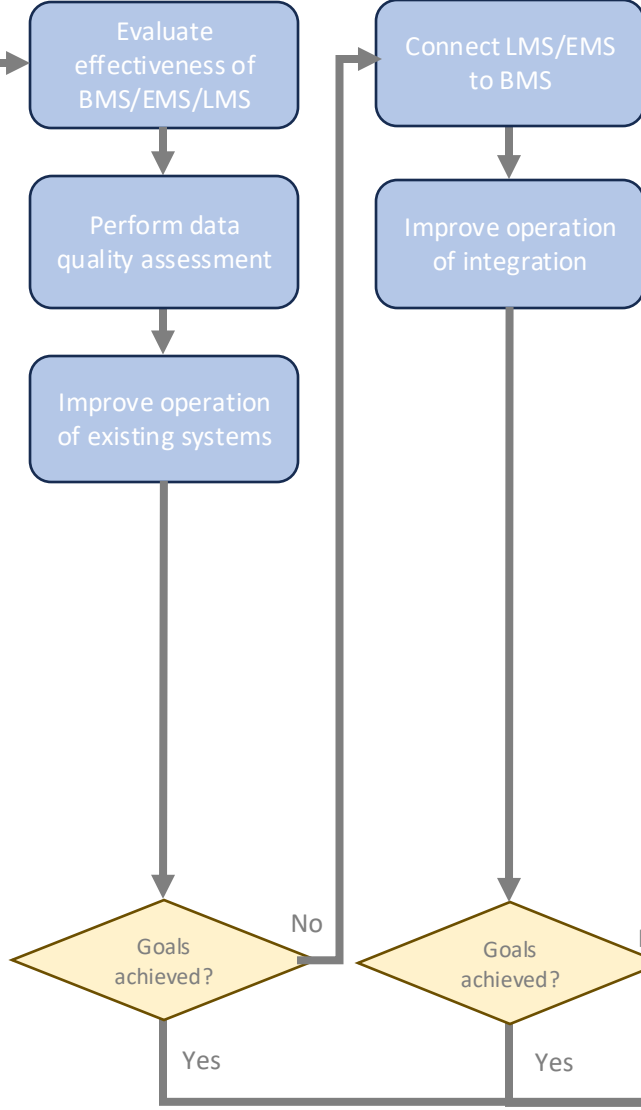 Evaluate
effectiveness of
BMS/EMS/LMS
Perform data
quality assessment
Improve operation
of existing systems
Goals
achieved?
No
Yes
Connect LMS/EMS
to BMS
Improve operation
of integration
Goals
achieved?
Yes